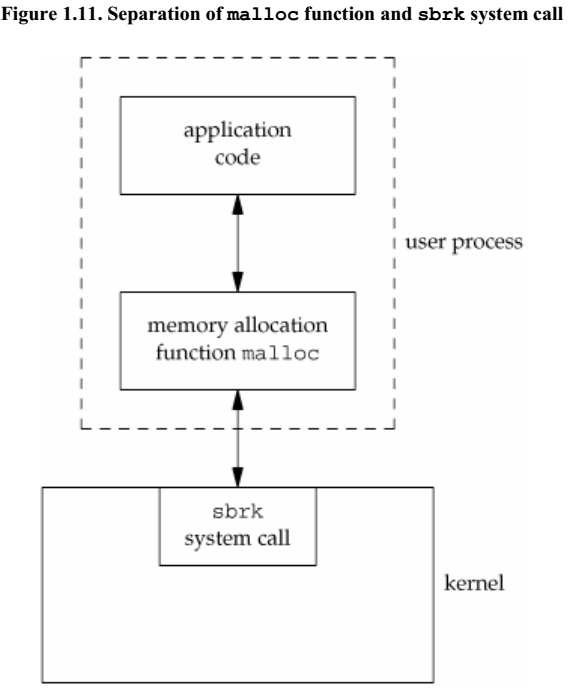 Figure 1.11. Separation of malloc function and sbrk system call
application
code
user process
memory allocation
function malloc
sbrk
system call
kernel